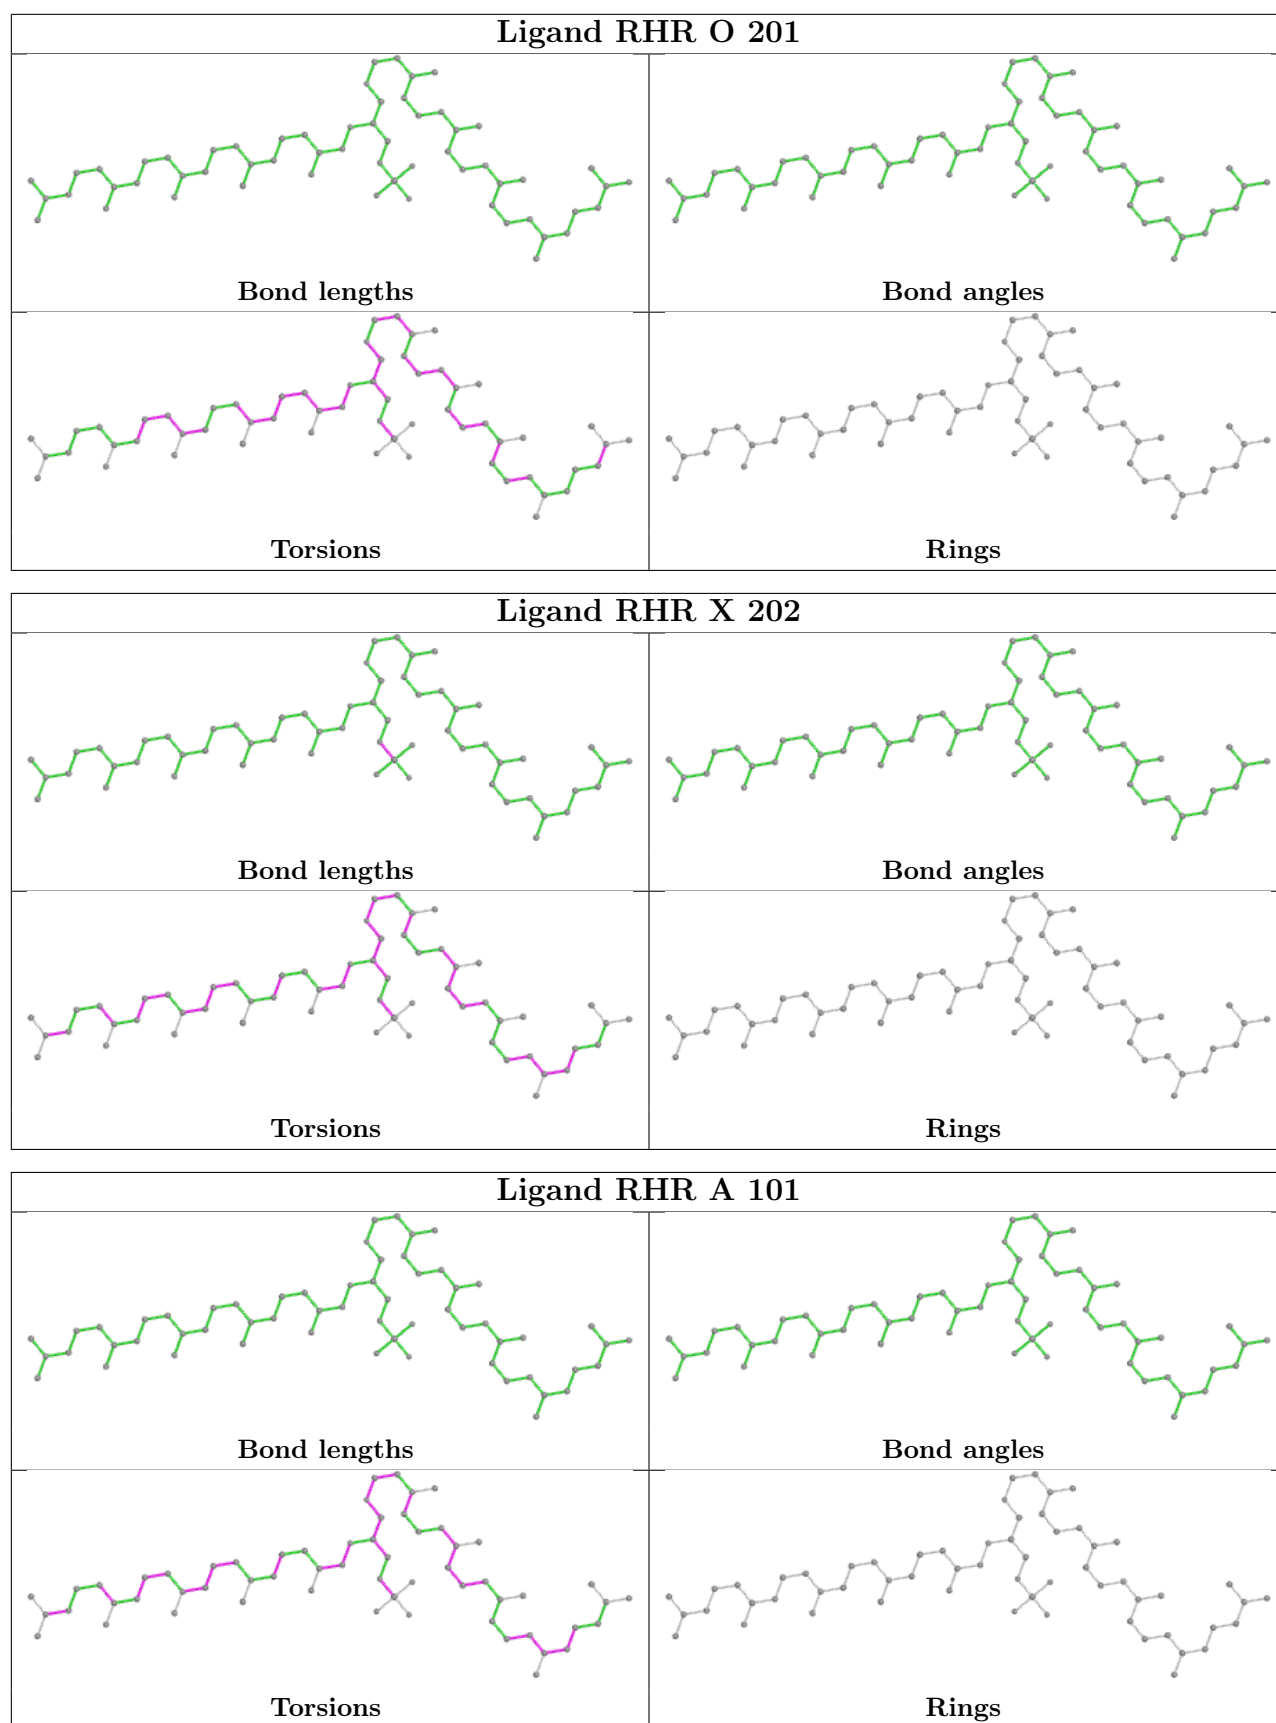 Ligand RHR O 201
Bond lengths
Bond angles
Torsions
Rings
Ligand RHR X 202
Bond lengths
Bond angles
Torsions
Rings
Ligand RHR A 101
Bond lengths
Bond angles
Torsions
Rings